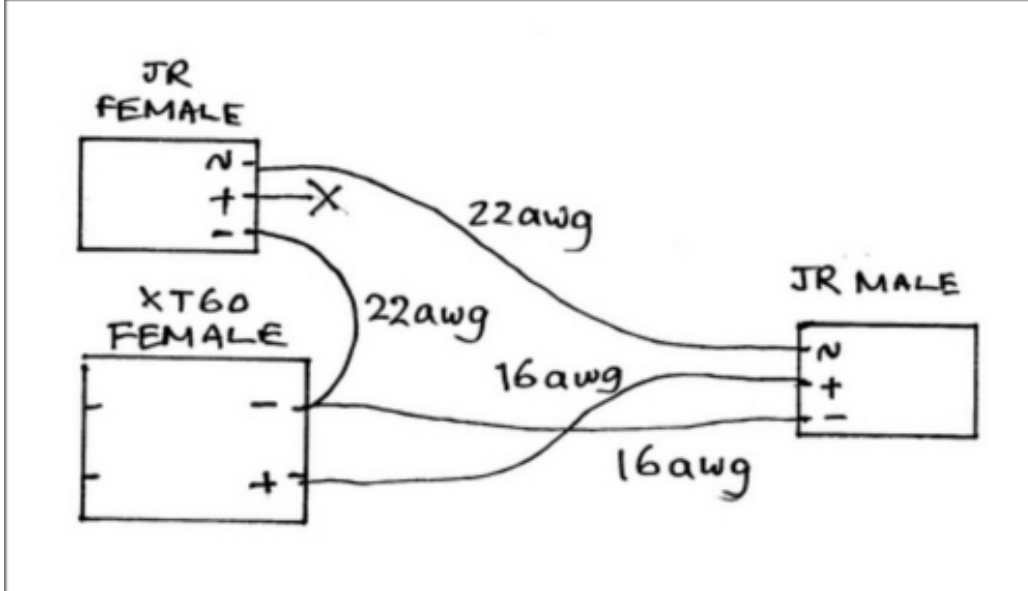 JR
FEMALE
~
+
-
X
22awg
XT60
FEMALE
22awg
-
+
16awg
16awg
JR MALE
~
+
-